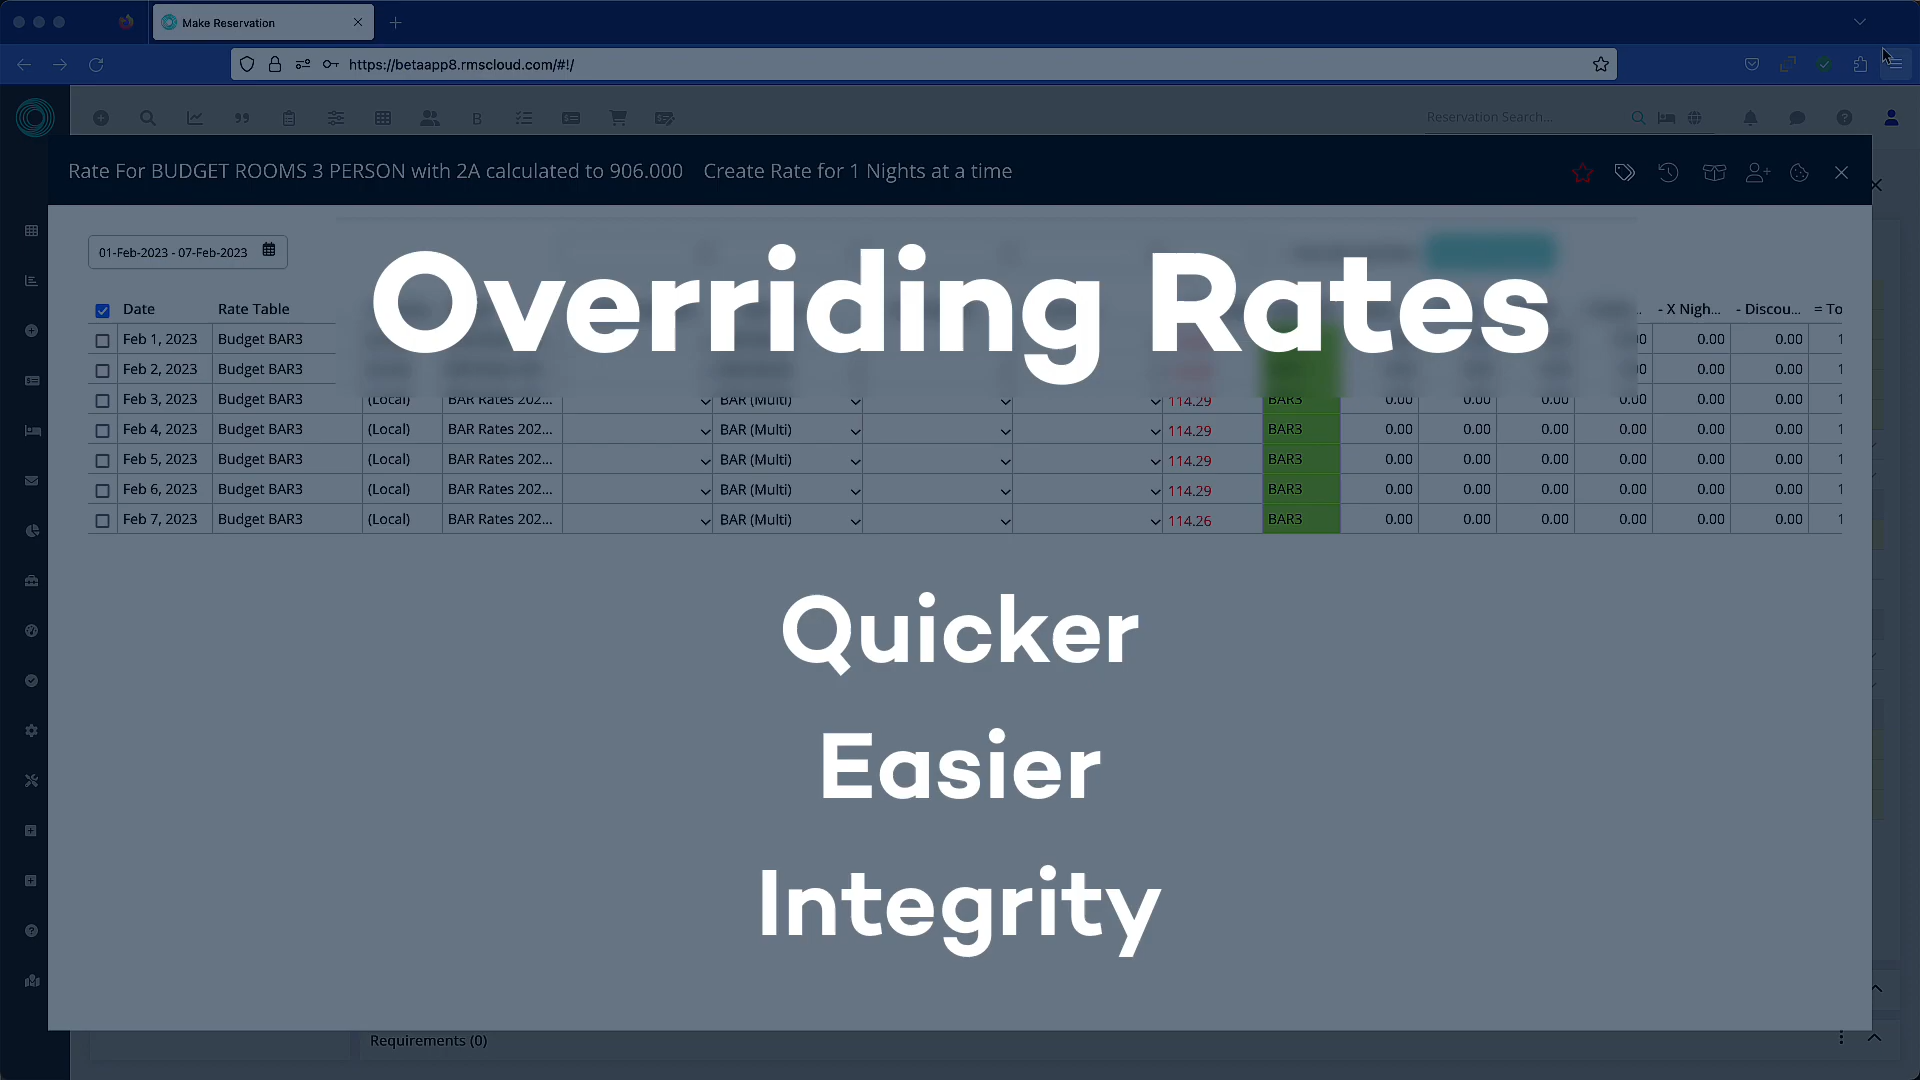 Make Reservation
https://betaapp8.rmscloud.com/#!/
Reservation Search...
Rate For BUDGET ROOMS 3 PERSON with 2A calculated to 906.000 Create Rate for 1 Nights at a time
01-Feb-2023 - 07-Feb-2023
Overriding Rates
Date Rate Table - X Nigh... - Discou... = To
Feb 1, 2023 Budget BAR3 0.00 0.00
Feb 2, 2023 Budget BAR3 0.00 0.00
Feb 3, 2023 Budget BAR3 (Local) BAR Rates 202... BAR (Multi) 114.29 BAR3 0.00 0.00 0.00 0.00 0.00 0.00 1
Feb 4, 2023 Budget BAR3 (Local) BAR Rates 202... BAR (Multi) 114.29 BAR3 0.00 0.00 0.00 0.00 0.00 0.00 1
Feb 5, 2023 Budget BAR3 (Local) BAR Rates 202... BAR (Multi) 114.29 BAR3 0.00 0.00 0.00 0.00 0.00 0.00 1
Feb 6, 2023 Budget BAR3 (Local) BAR Rates 202... BAR (Multi) 114.29 BAR3 0.00 0.00 0.00 0.00 0.00 0.00 1
Feb 7, 2023 Budget BAR3 (Local) BAR Rates 202... BAR (Multi) 114.26 BAR3 0.00 0.00 0.00 0.00 0.00 0.00 1
Quicker
Easier
Integrity
Requirements (0)